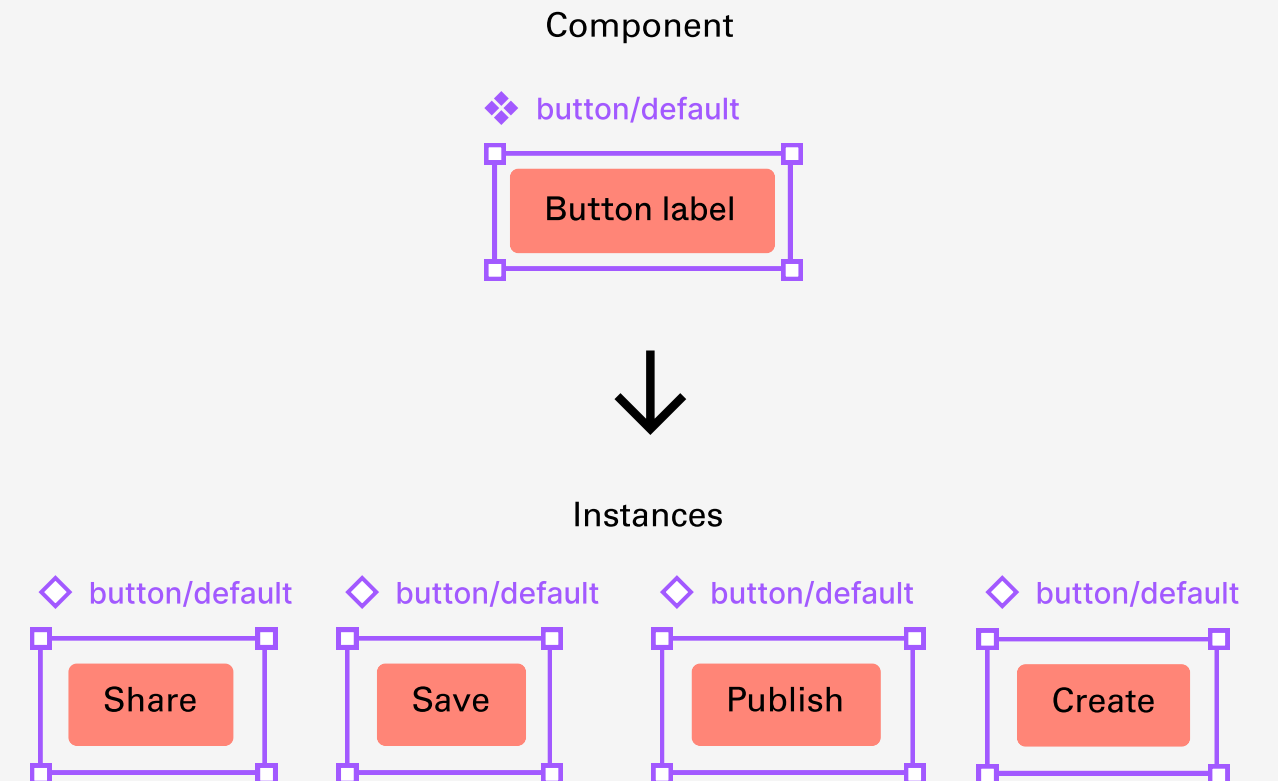 Component
button/default
Button label
Instances
button/default button/default button/default button/default
Share Save Publish Create